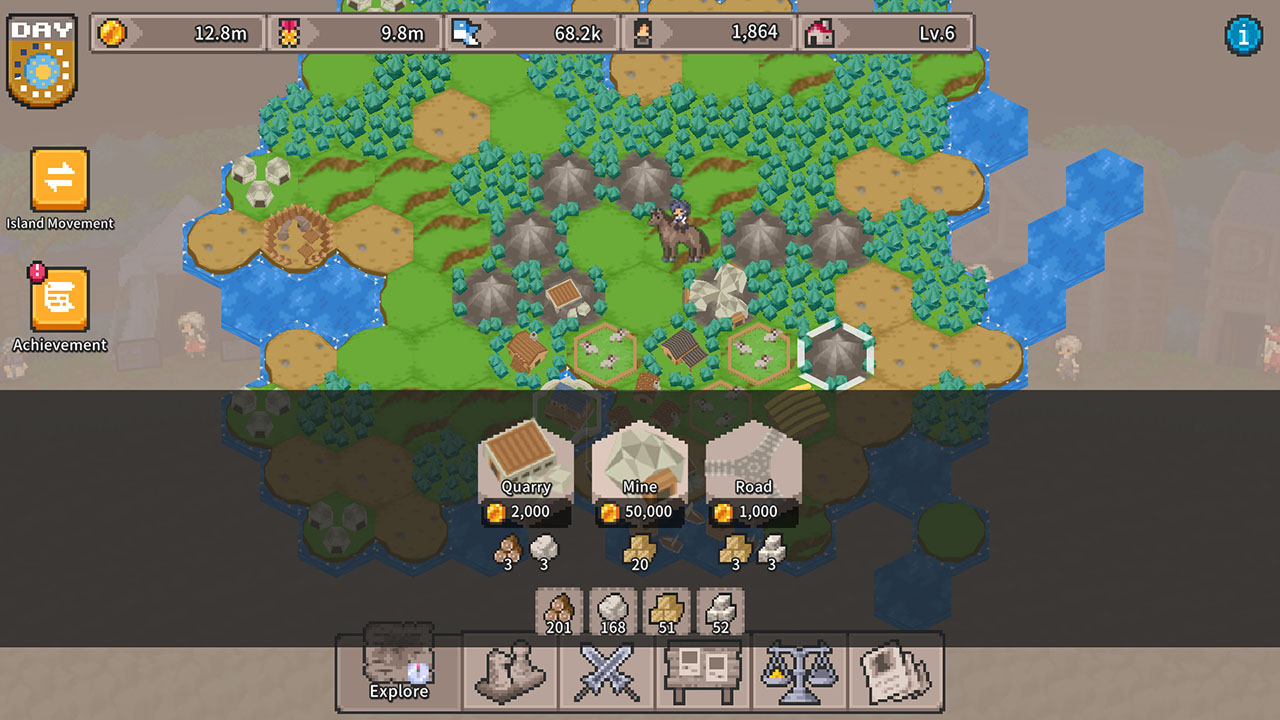 DAY
12.8m
9.8m
68.2k
1,864
Lv.6
i
Island Movement
!
Achievement
Quarry
Mine
Road
2,000
50,000
1,000
3
3
20
3
3
201
168
51
52
Explore